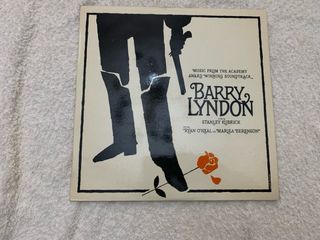 MUSIC FROM THE ACADEMY
AWARD WINNING SOUNDTRACK
BARRY
LYNDON
STANLEY KUBRICK
RYAN O'NEAL MARISA BERENSON